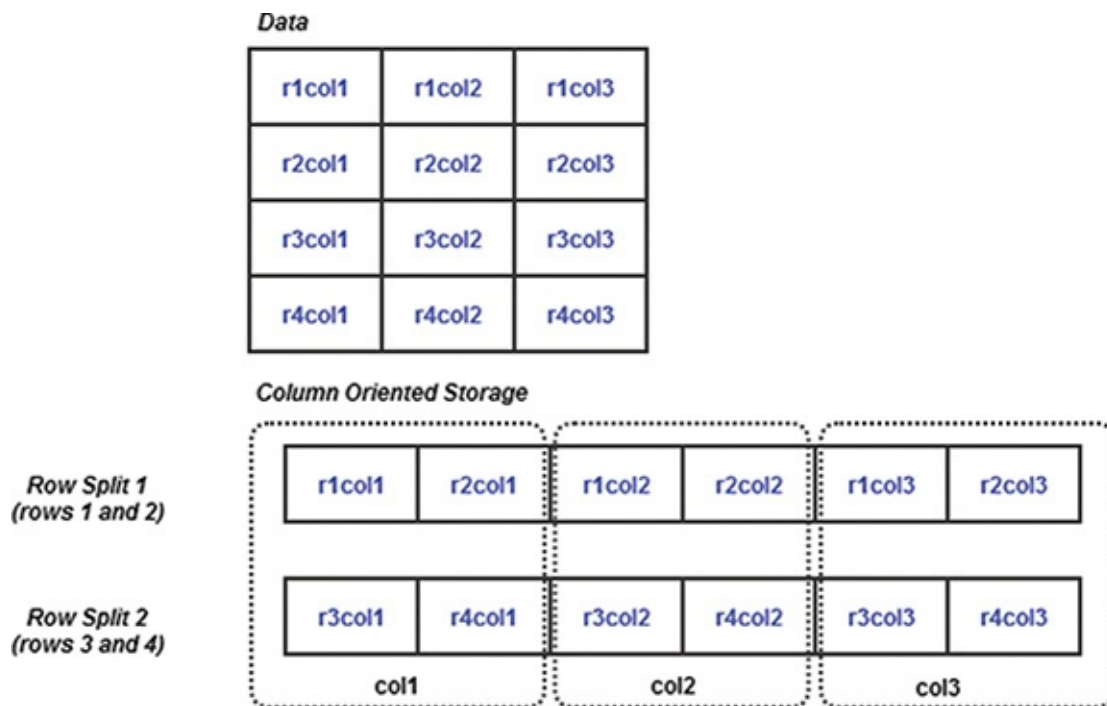 Data
r1col1 r1col2 r1col3
r2col1 r2col2 r2col3
r3col1 r3col2 r3col3
r4col1 r4col2 r4col3
Column Oriented Storage
Row Split 1
(rows 1 and 2)
r1col1 r2col1 r1col2 r2col2 r1col3 r2col3
Row Split 2
(rows 3 and 4)
r3col1 r4col1 r3col2 r4col2 r3col3 r4col3
col1 col2 col3